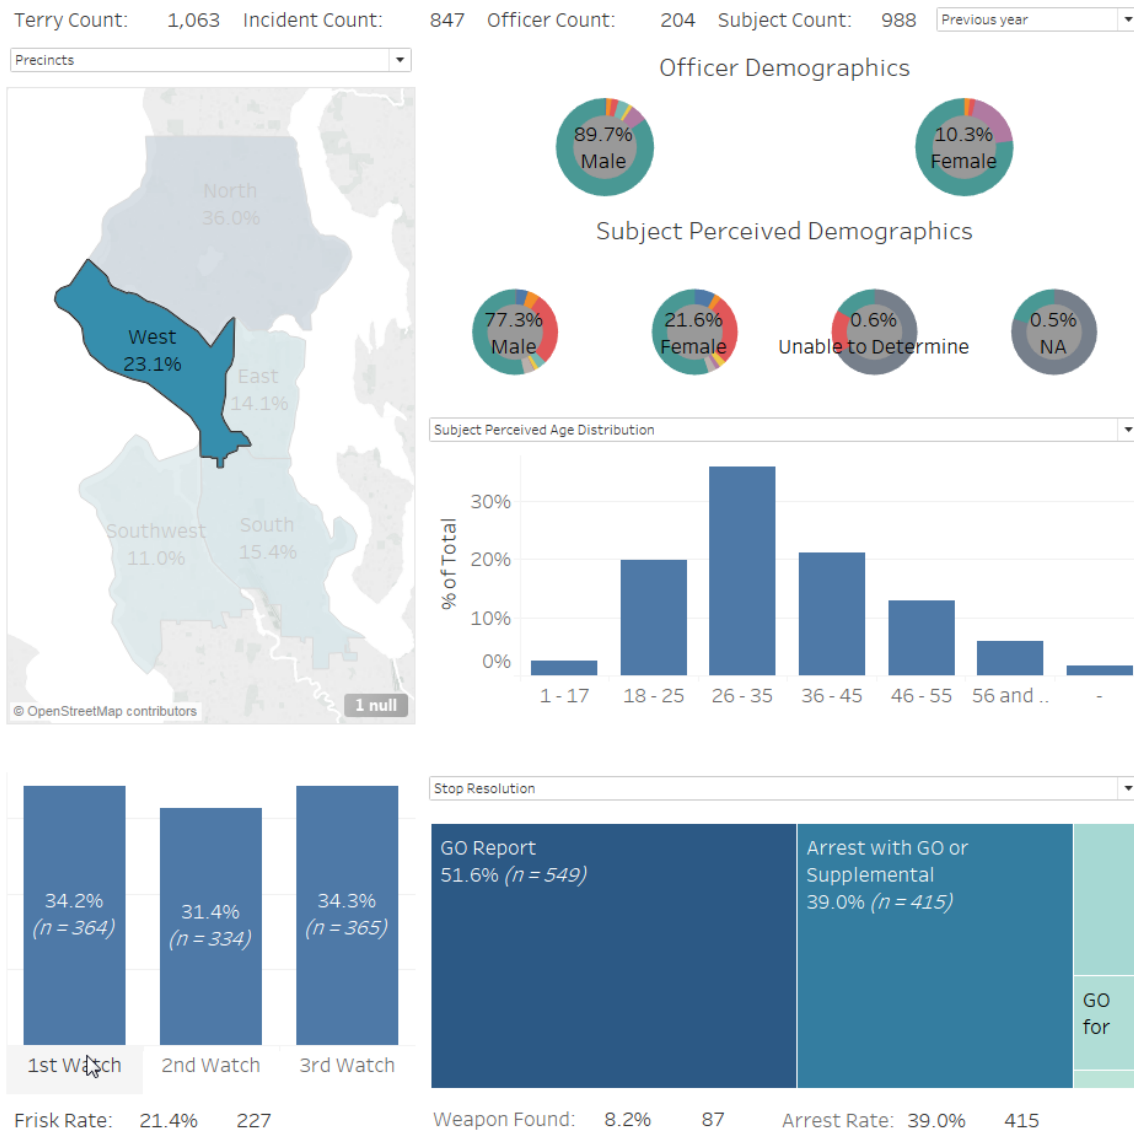 Terry Count: 1,063 Incident Count: 847 Officer Count: 204 Subject Count: 988 Previous year
Precincts
Officer Demographics
89.7%
Male
10.3%
Female
Subject Perceived Demographics
77.3%
Male
21.6%
Female
0.6%
Unable to Determine
0.5%
NA
North
36.0%
West
23.1%
East
14.1%
Southwest
11.0%
South
15.4%
© OpenStreetMap contributors
1 null
Subject Perceived Age Distribution
% of Total
30%
20%
10%
0%
1 - 17 18 - 25 26 - 35 36 - 45 46 - 55 56 and .. -
34.2%
(n = 364)
31.4%
(n = 334)
34.3%
(n = 365)
1st Watch 2nd Watch 3rd Watch
Stop Resolution
GO Report
51.6% (n = 549)
Arrest with GO or
Supplemental
39.0% (n = 415)
GO
for
Frisk Rate: 21.4% 227 Weapon Found: 8.2% 87 Arrest Rate: 39.0% 415